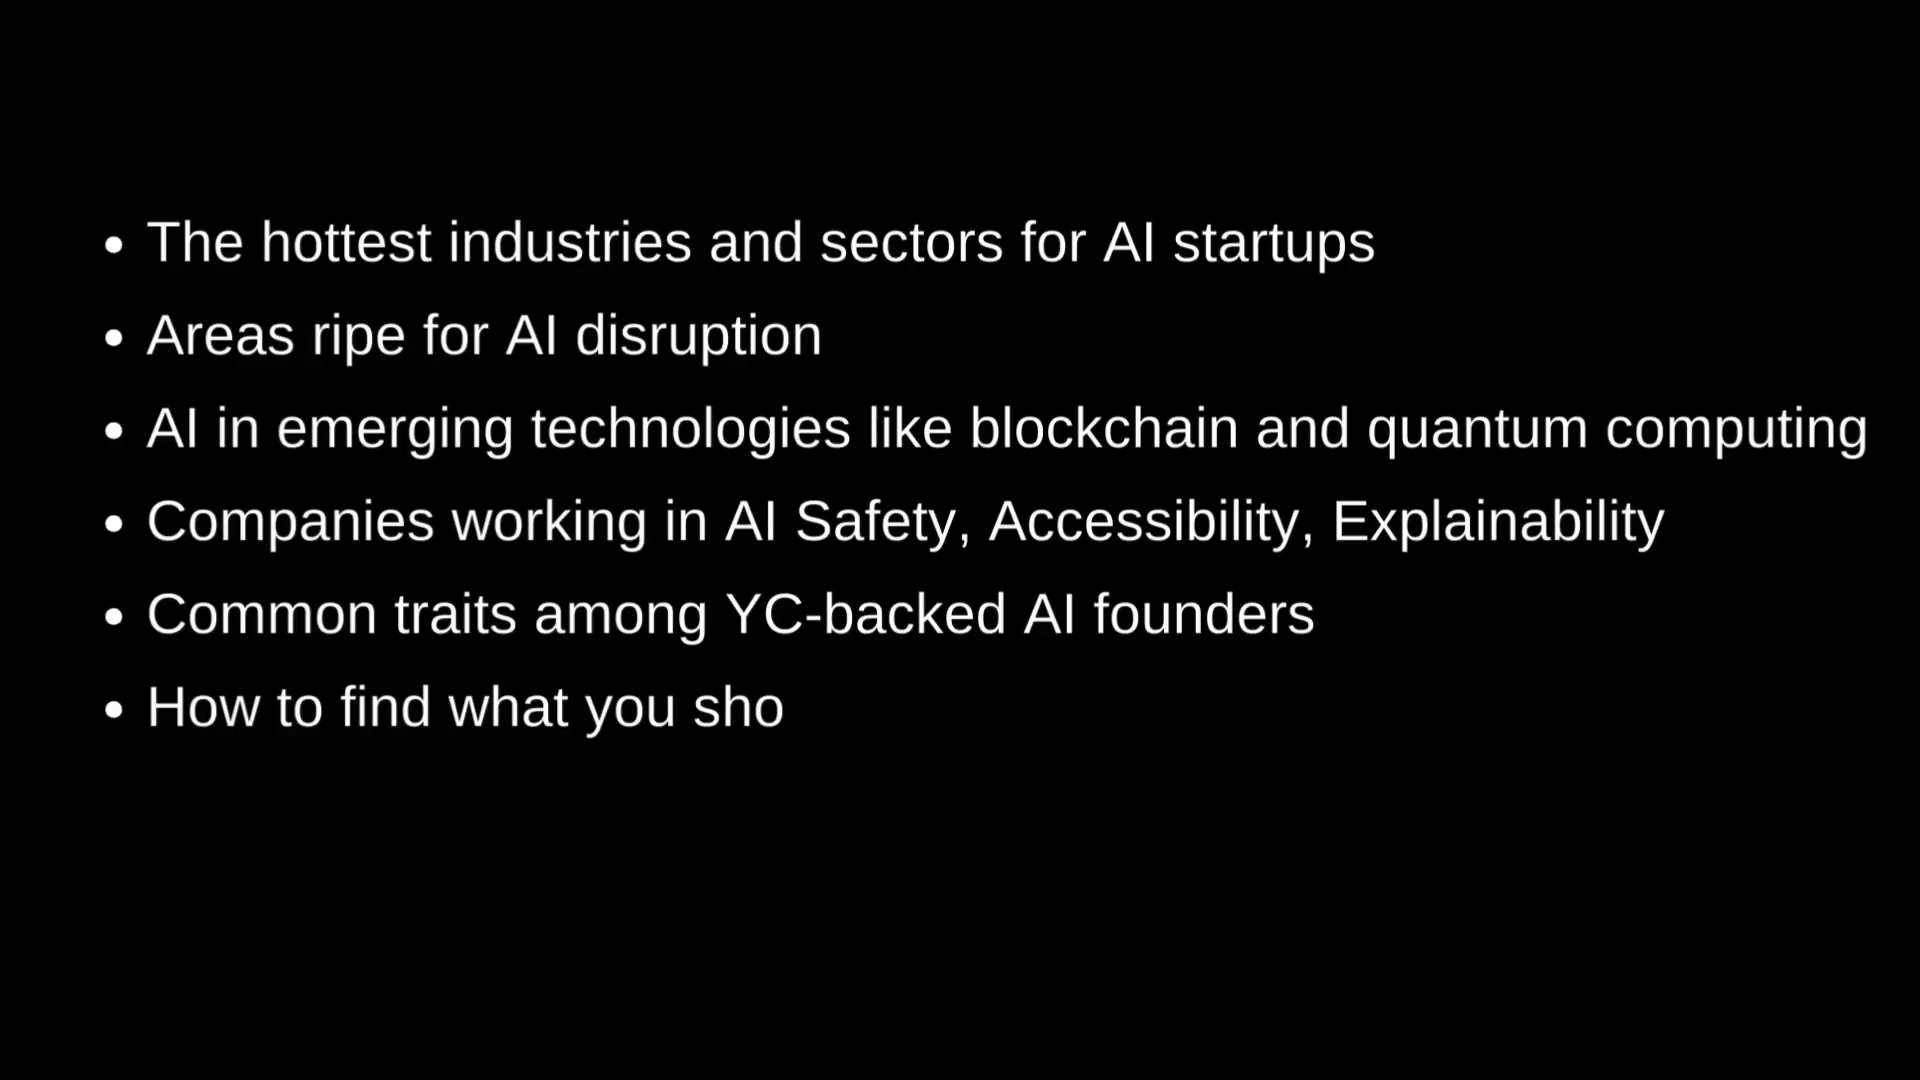 • The hottest industries and sectors for AI startups
• Areas ripe for AI disruption
• AI in emerging technologies like blockchain and quantum computing
• Companies working in AI Safety, Accessibility, Explainability
• Common traits among YC-backed AI founders
• How to find what you sho